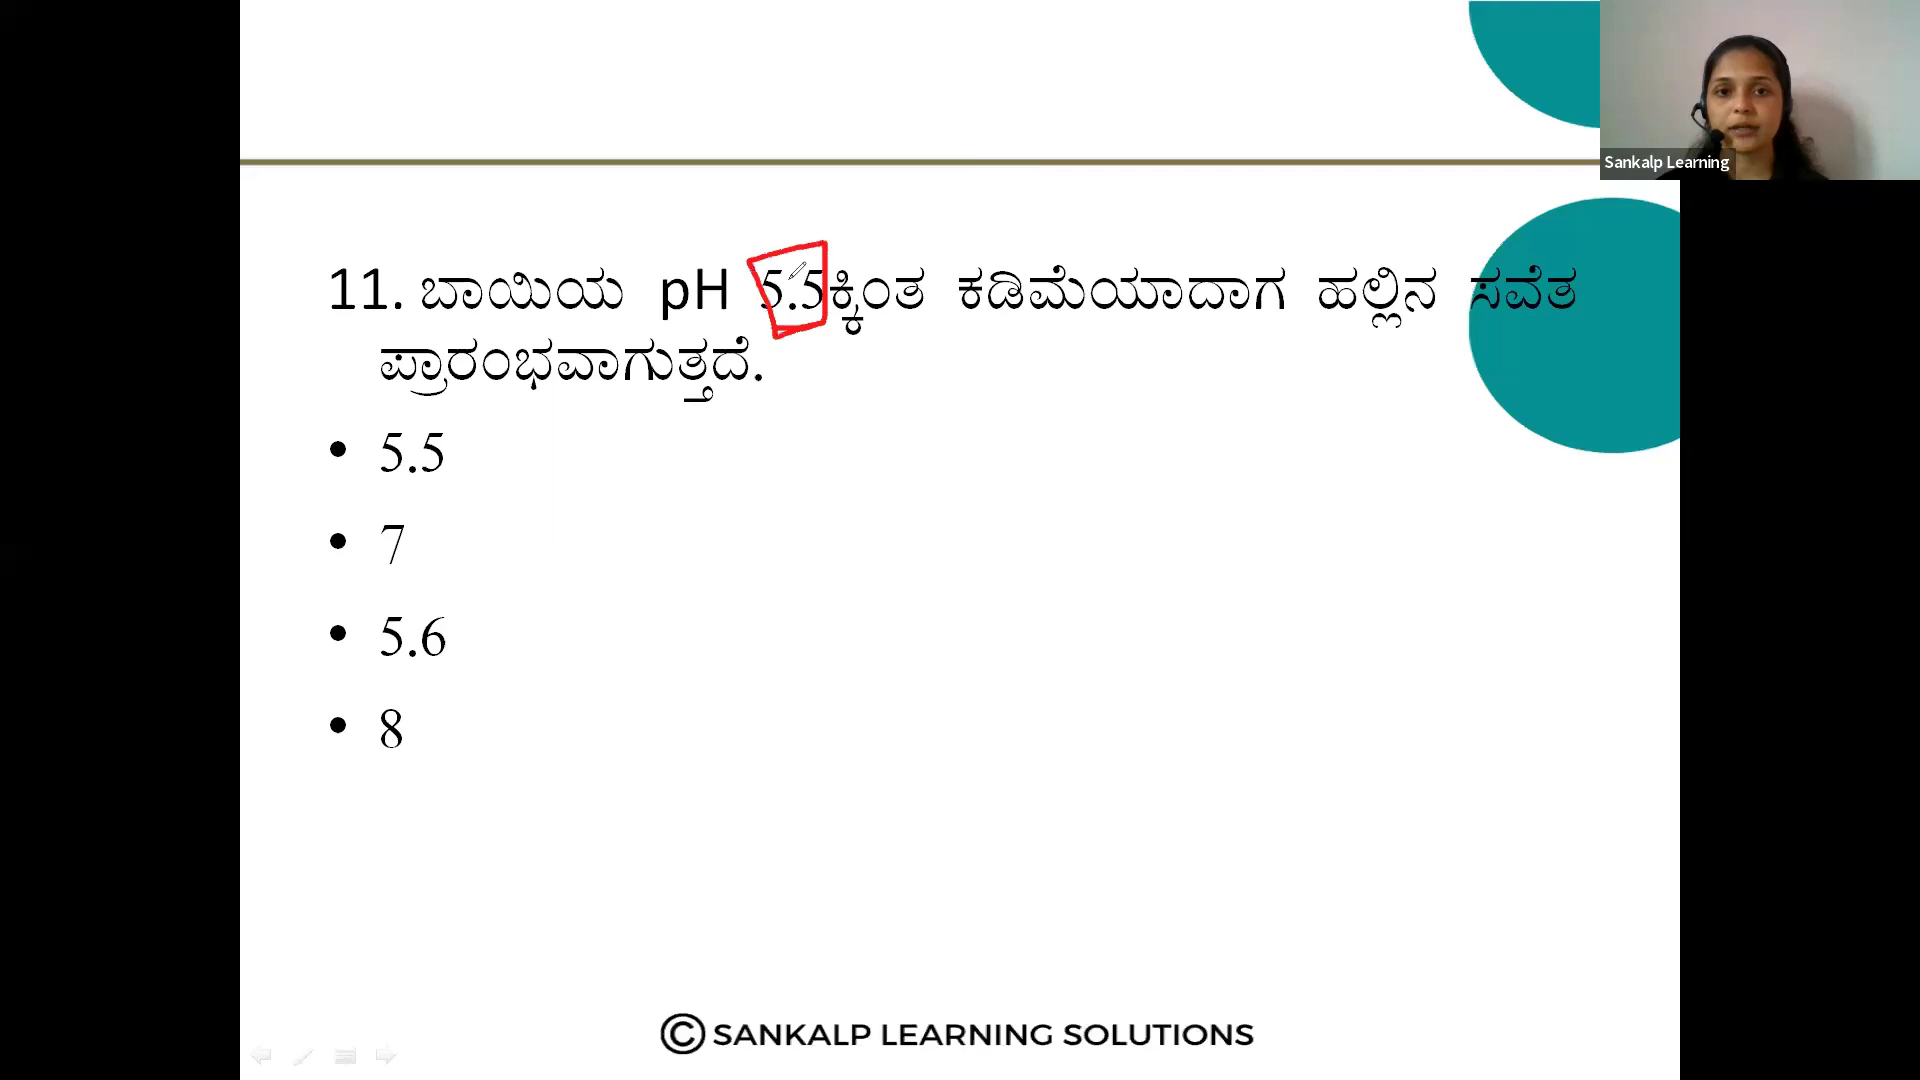 Sankalp Learning
11. ಬಾಯಿಯ pH 5.5ಕ್ಕಿಂತ ಕಡಿಮೆಯಾದಾಗ ಹಲ್ಲಿನ ಸವೆತ
ಪ್ರಾರಂಭವಾಗುತ್ತದೆ.
• 5.5
• 7
• 5.6
• 8
© SANKALP LEARNING SOLUTIONS